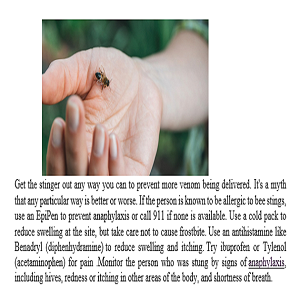 Get the stinger out any way you can to prevent more venom being delivered. It's a myth
that any particular way is better or worse. If the person is known to be allergic to bee stings,
use an EpiPen to prevent anaphylaxis or call 911 if none is available. Use a cold pack to
reduce swelling at the site, but take care not to cause frostbite. Use an antihistamine like
Benadryl (diphenhydramine) to reduce swelling and itching. Try ibuprofen or Tylenol
(acetaminophen) for pain .Monitor the person who was stung by signs of anaphylaxis,
including hives, redness or itching in other areas of the body, and shortness of breath.